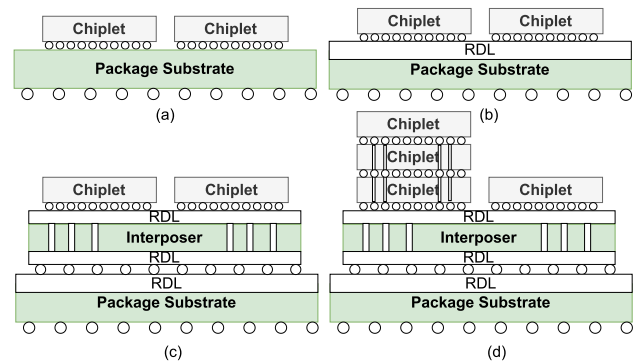 Chiplet Chiplet
Package Substrate
(a)
Chiplet Chiplet
RDL
Package Substrate
(b)
Chiplet Chiplet
RDL
Interposer
RDL
RDL
Package Substrate
(c)
Chiplet
Chiplet
Chiplet Chiplet
RDL
Interposer
RDL
RDL
Package Substrate
(d)